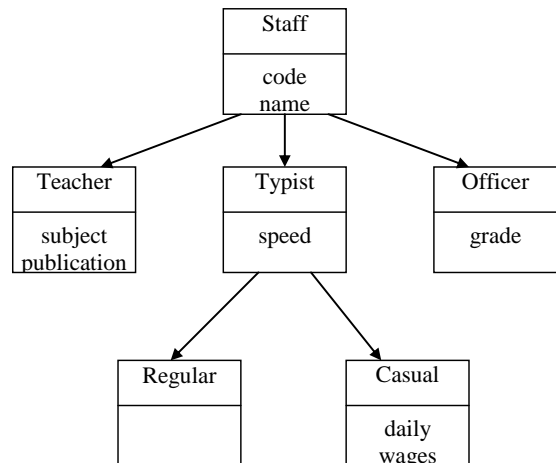 Staff
code
name
Teacher
subject
publication
Typist
speed
Officer
grade
Regular
Casual
daily
wages